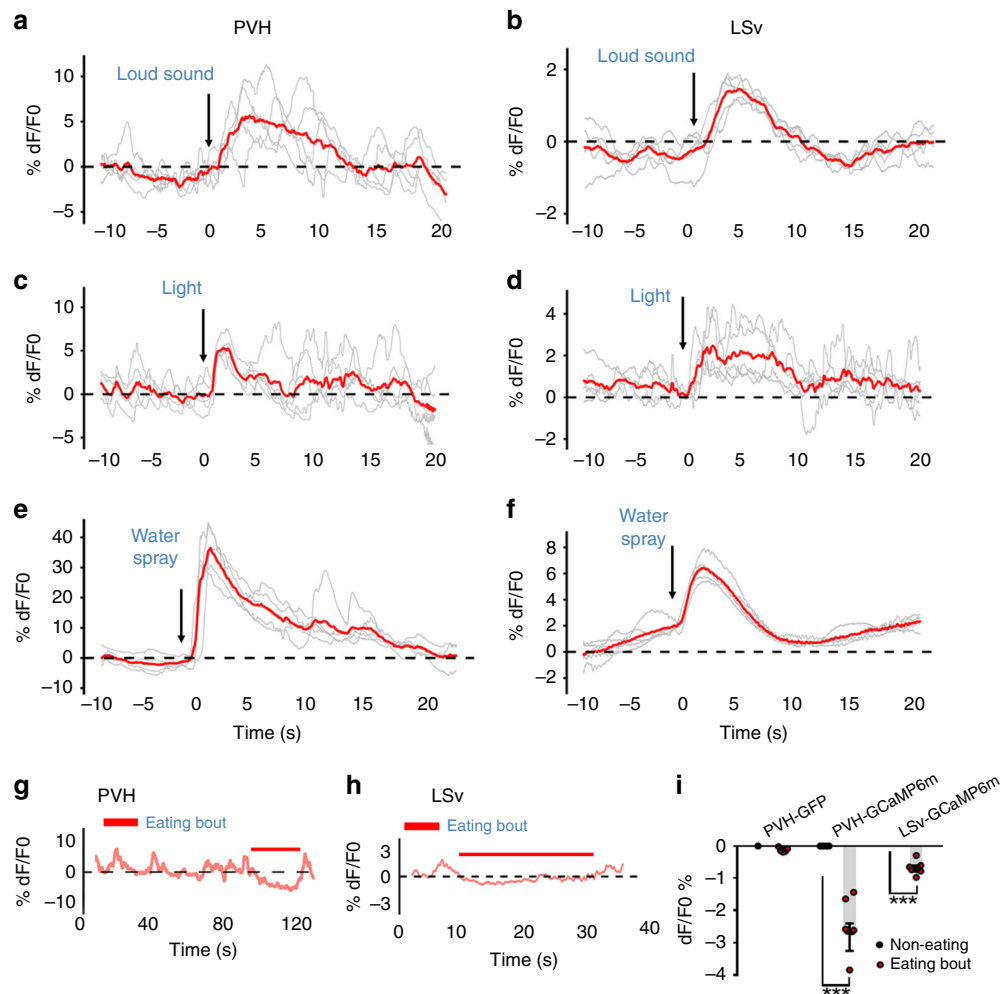 a
PVH
b
LSv
% dF/F0
10
5
0
–5
Loud sound
–10 –5 0 5 10 15 20
% dF/F0
2
0
–2
Loud sound
–10 –5 0 5 10 15 20
c
% dF/F0
10
5
0
–5
Light
–10 –5 0 5 10 15 20
d
% dF/F0
4
2
0
–2
Light
–10 –5 0 5 10 15 20
e
% dF/F0
40
30
20
10
0
–10
Water
spray
–10 –5 0 5 10 15 20
Time (s)
f
% dF/F0
8
6
4
2
0
–2
Water
spray
–10 –5 0 5 10 15 20
Time (s)
g
PVH
Eating bout
% dF/F0
10
0
–10
0 40 80 120
Time (s)
h
LSv
Eating bout
% dF/F0
3
0
–3
0 10 20 30 40
Time (s)
i
PVH-GFP
PVH-GCaMP6m
LSv-GCaMP6m
dF/F0 %
0
–1
–2
–3
–4
***
***
Non-eating
Eating bout